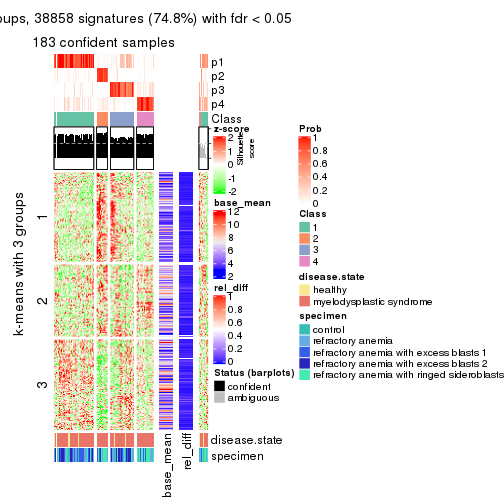 oups, 38858 signatures (74.8%) with fdr < 0.05
183 confident samples
p1
p2
p3
p4
Class
Silhouette
score
k-means with 3 groups
1
2
3
z-score
2
1
0
-1
-2
base_mean
12
10
8
6
4
2
rel_diff
1
0.8
0.6
0.4
0.2
0
Status (barplots)
confident
ambiguous
Prob
1
0.8
0.6
0.4
0.2
0
Class
1
2
3
4
disease.state
healthy
myelodysplastic syndrome
specimen
control
refractory anemia
refractory anemia with excess blasts 1
refractory anemia with excess blasts 2
refractory anemia with ringed sideroblasts
disease.state
specimen
base_mean
rel_diff